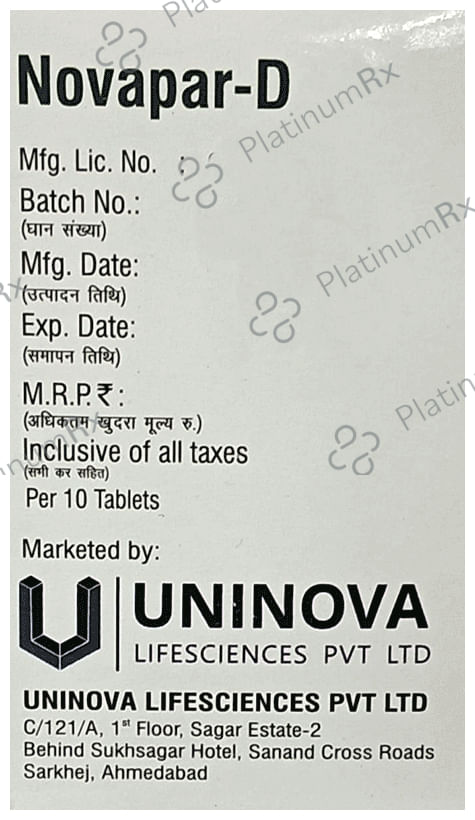 Novapar-D
Mfg. Lic. No. :
Batch No.:
(घान संख्या)
Mfg. Date:
(उत्पादन तिथि)
Exp. Date:
(समापन तिथि)
M.R.P.₹:
(अधिकतम खुदरा मूल्य रु.)
Inclusive of all taxes
(सभी कर सहित)
Per 10 Tablets
Marketed by:
UNINOVA
LIFESCIENCES PVT LTD
UNINOVA LIFESCIENCES PVT LTD
C/121/A, 1st Floor, Sagar Estate-2
Behind Sukhsagar Hotel, Sanand Cross Roads
Sarkhej, Ahmedabad
PlatinumRx
PlatinumRx